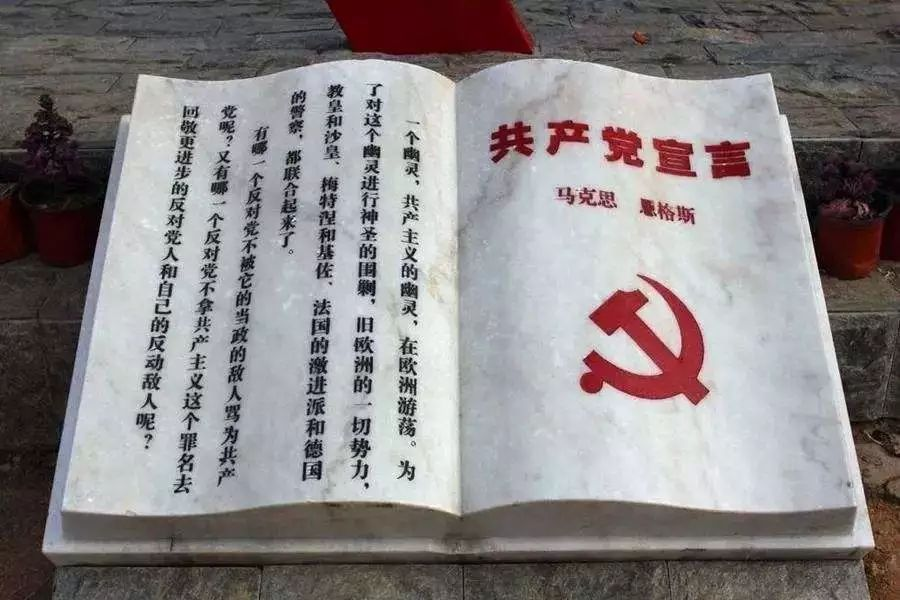 共产党宣言
马克思 恩格斯
一个幽灵，共产主义的幽灵，在欧洲游荡。为
了对这个幽灵进行神圣的围剿，旧欧洲的一切势力，
教皇和沙皇、梅特涅和基佐、法国的激进派和德国
的警察，都联合起来了。
有哪一个反对党不被它的当政的敌人骂为共产
党呢？又有哪一个反对党不拿共产主义这个罪名去
回敬更进步的反对党人和自己的反动敌人呢？